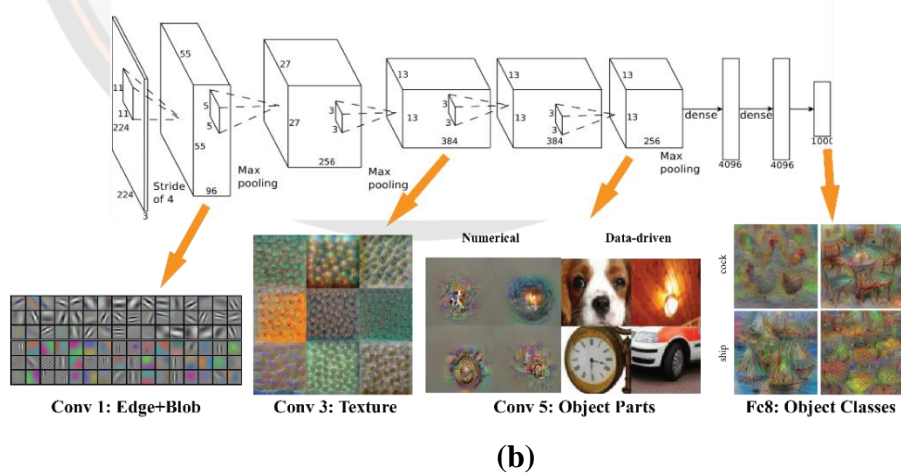 55
27
13
13
13
11
5
3
3
3
11
5
27
3
13
3
13
3
13
dense
dense
224
55
384
384
256
1000
Max
pooling
256
Max
pooling
Max
pooling
4096
4096
224
Stride
of 4
96
3
Numerical
Data-driven
cock
ship
Conv 1: Edge+Blob
Conv 3: Texture
Conv 5: Object Parts
Fc8: Object Classes
(b)